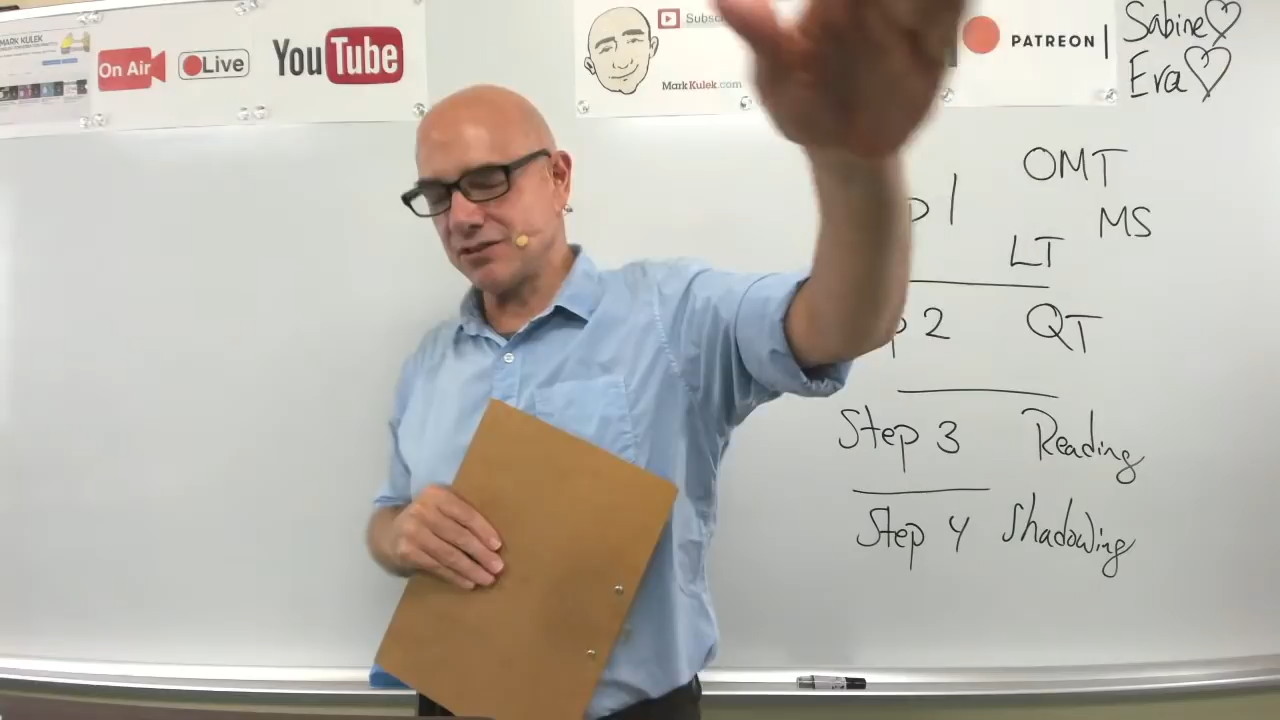 MARK KULEK
On Air
Live
YouTube
MarkKulek.com
PATREON
Sabine♡
Eva♡
1
OMT
MS
LT
2
QT
Step 3 Reading
Step 4 Shadowing